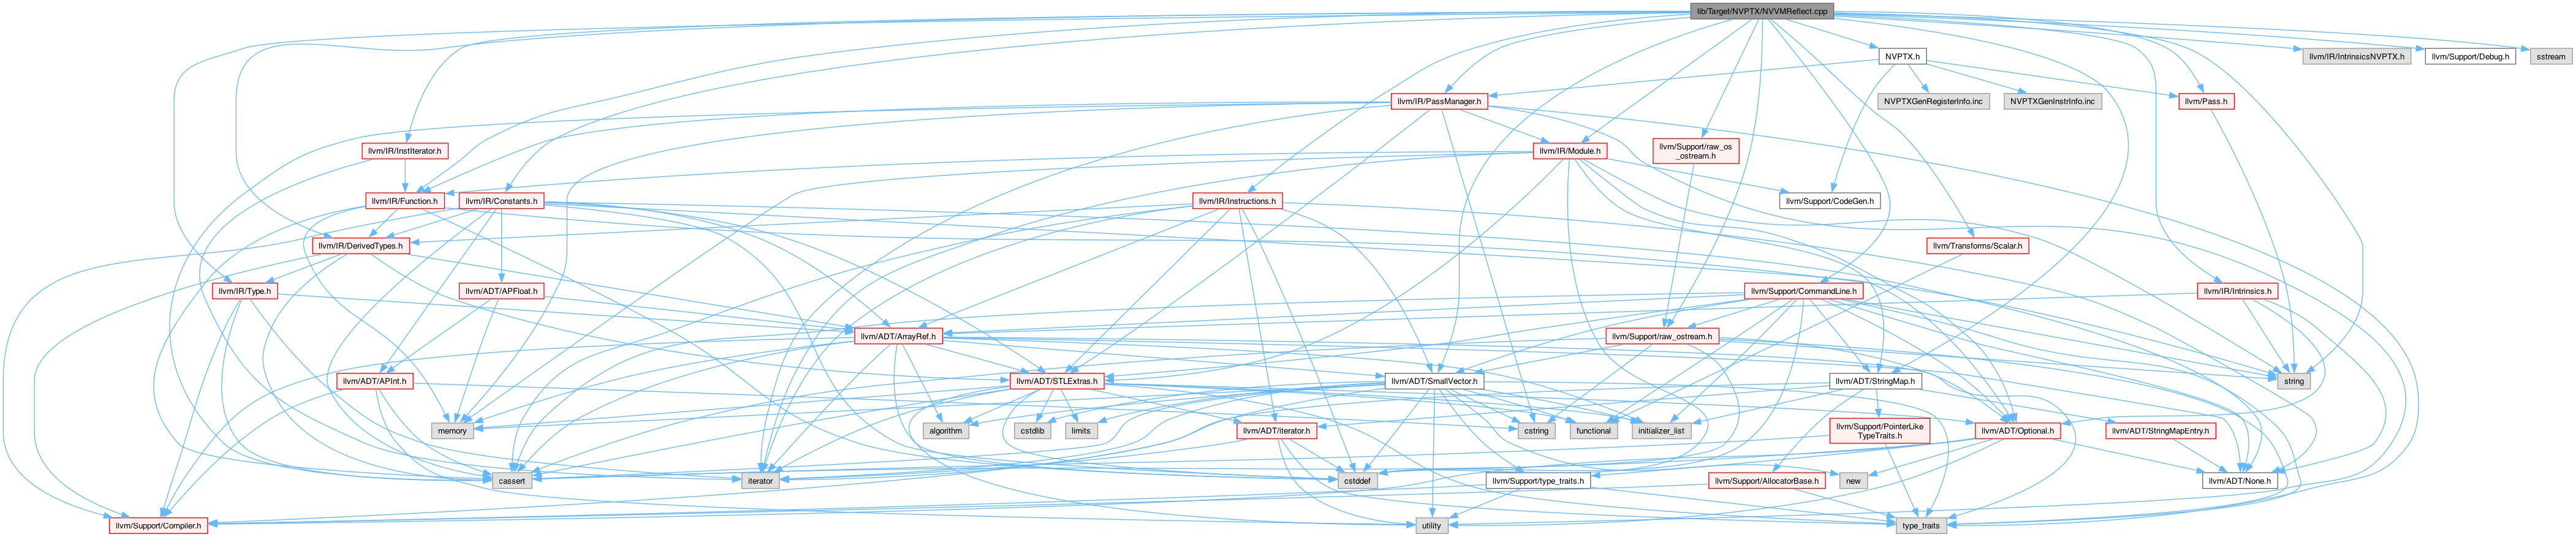 lib/Target/NVPTX/NVVMReflect.cpp
NVPTX.h
llvm/IR/IntrinsicsNVPTX.h
llvm/Support/Debug.h
sstream
llvm/IR/PassManager.h
NVPTXGenRegisterInfo.inc
NVPTXGenInstrInfo.inc
llvm/Pass.h
llvm/IR/InstIterator.h
llvm/IR/Module.h
llvm/Support/raw_os
_ostream.h
llvm/IR/Function.h
llvm/IR/Constants.h
llvm/IR/Instructions.h
llvm/Support/CodeGen.h
llvm/IR/DerivedTypes.h
llvm/Transforms/Scalar.h
llvm/IR/Type.h
llvm/ADT/APFloat.h
llvm/Support/CommandLine.h
llvm/IR/Intrinsics.h
llvm/ADT/ArrayRef.h
llvm/Support/raw_ostream.h
llvm/ADT/APInt.h
llvm/ADT/STLExtras.h
llvm/ADT/SmallVector.h
llvm/ADT/StringMap.h
string
memory
algorithm
cstdlib
limits
llvm/ADT/iterator.h
cstring
functional
initializer_list
llvm/Support/PointerLike
TypeTraits.h
llvm/ADT/Optional.h
llvm/ADT/StringMapEntry.h
cassert
iterator
cstddef
llvm/Support/type_traits.h
llvm/Support/AllocatorBase.h
new
llvm/ADT/None.h
llvm/Support/Compiler.h
utility
type_traits